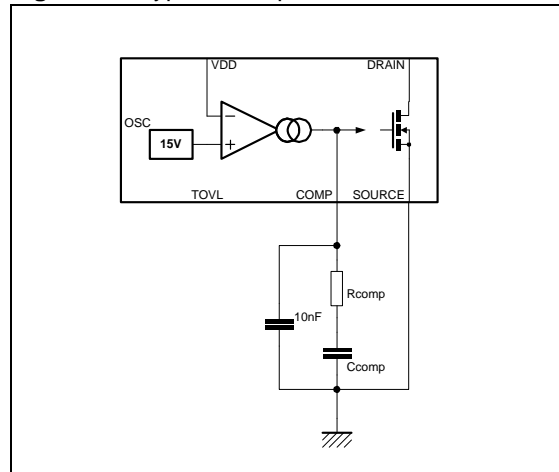 VDD
DRAIN
OSC
15V
TOVL
COMP
SOURCE
Rcomp
10nF
Ccomp